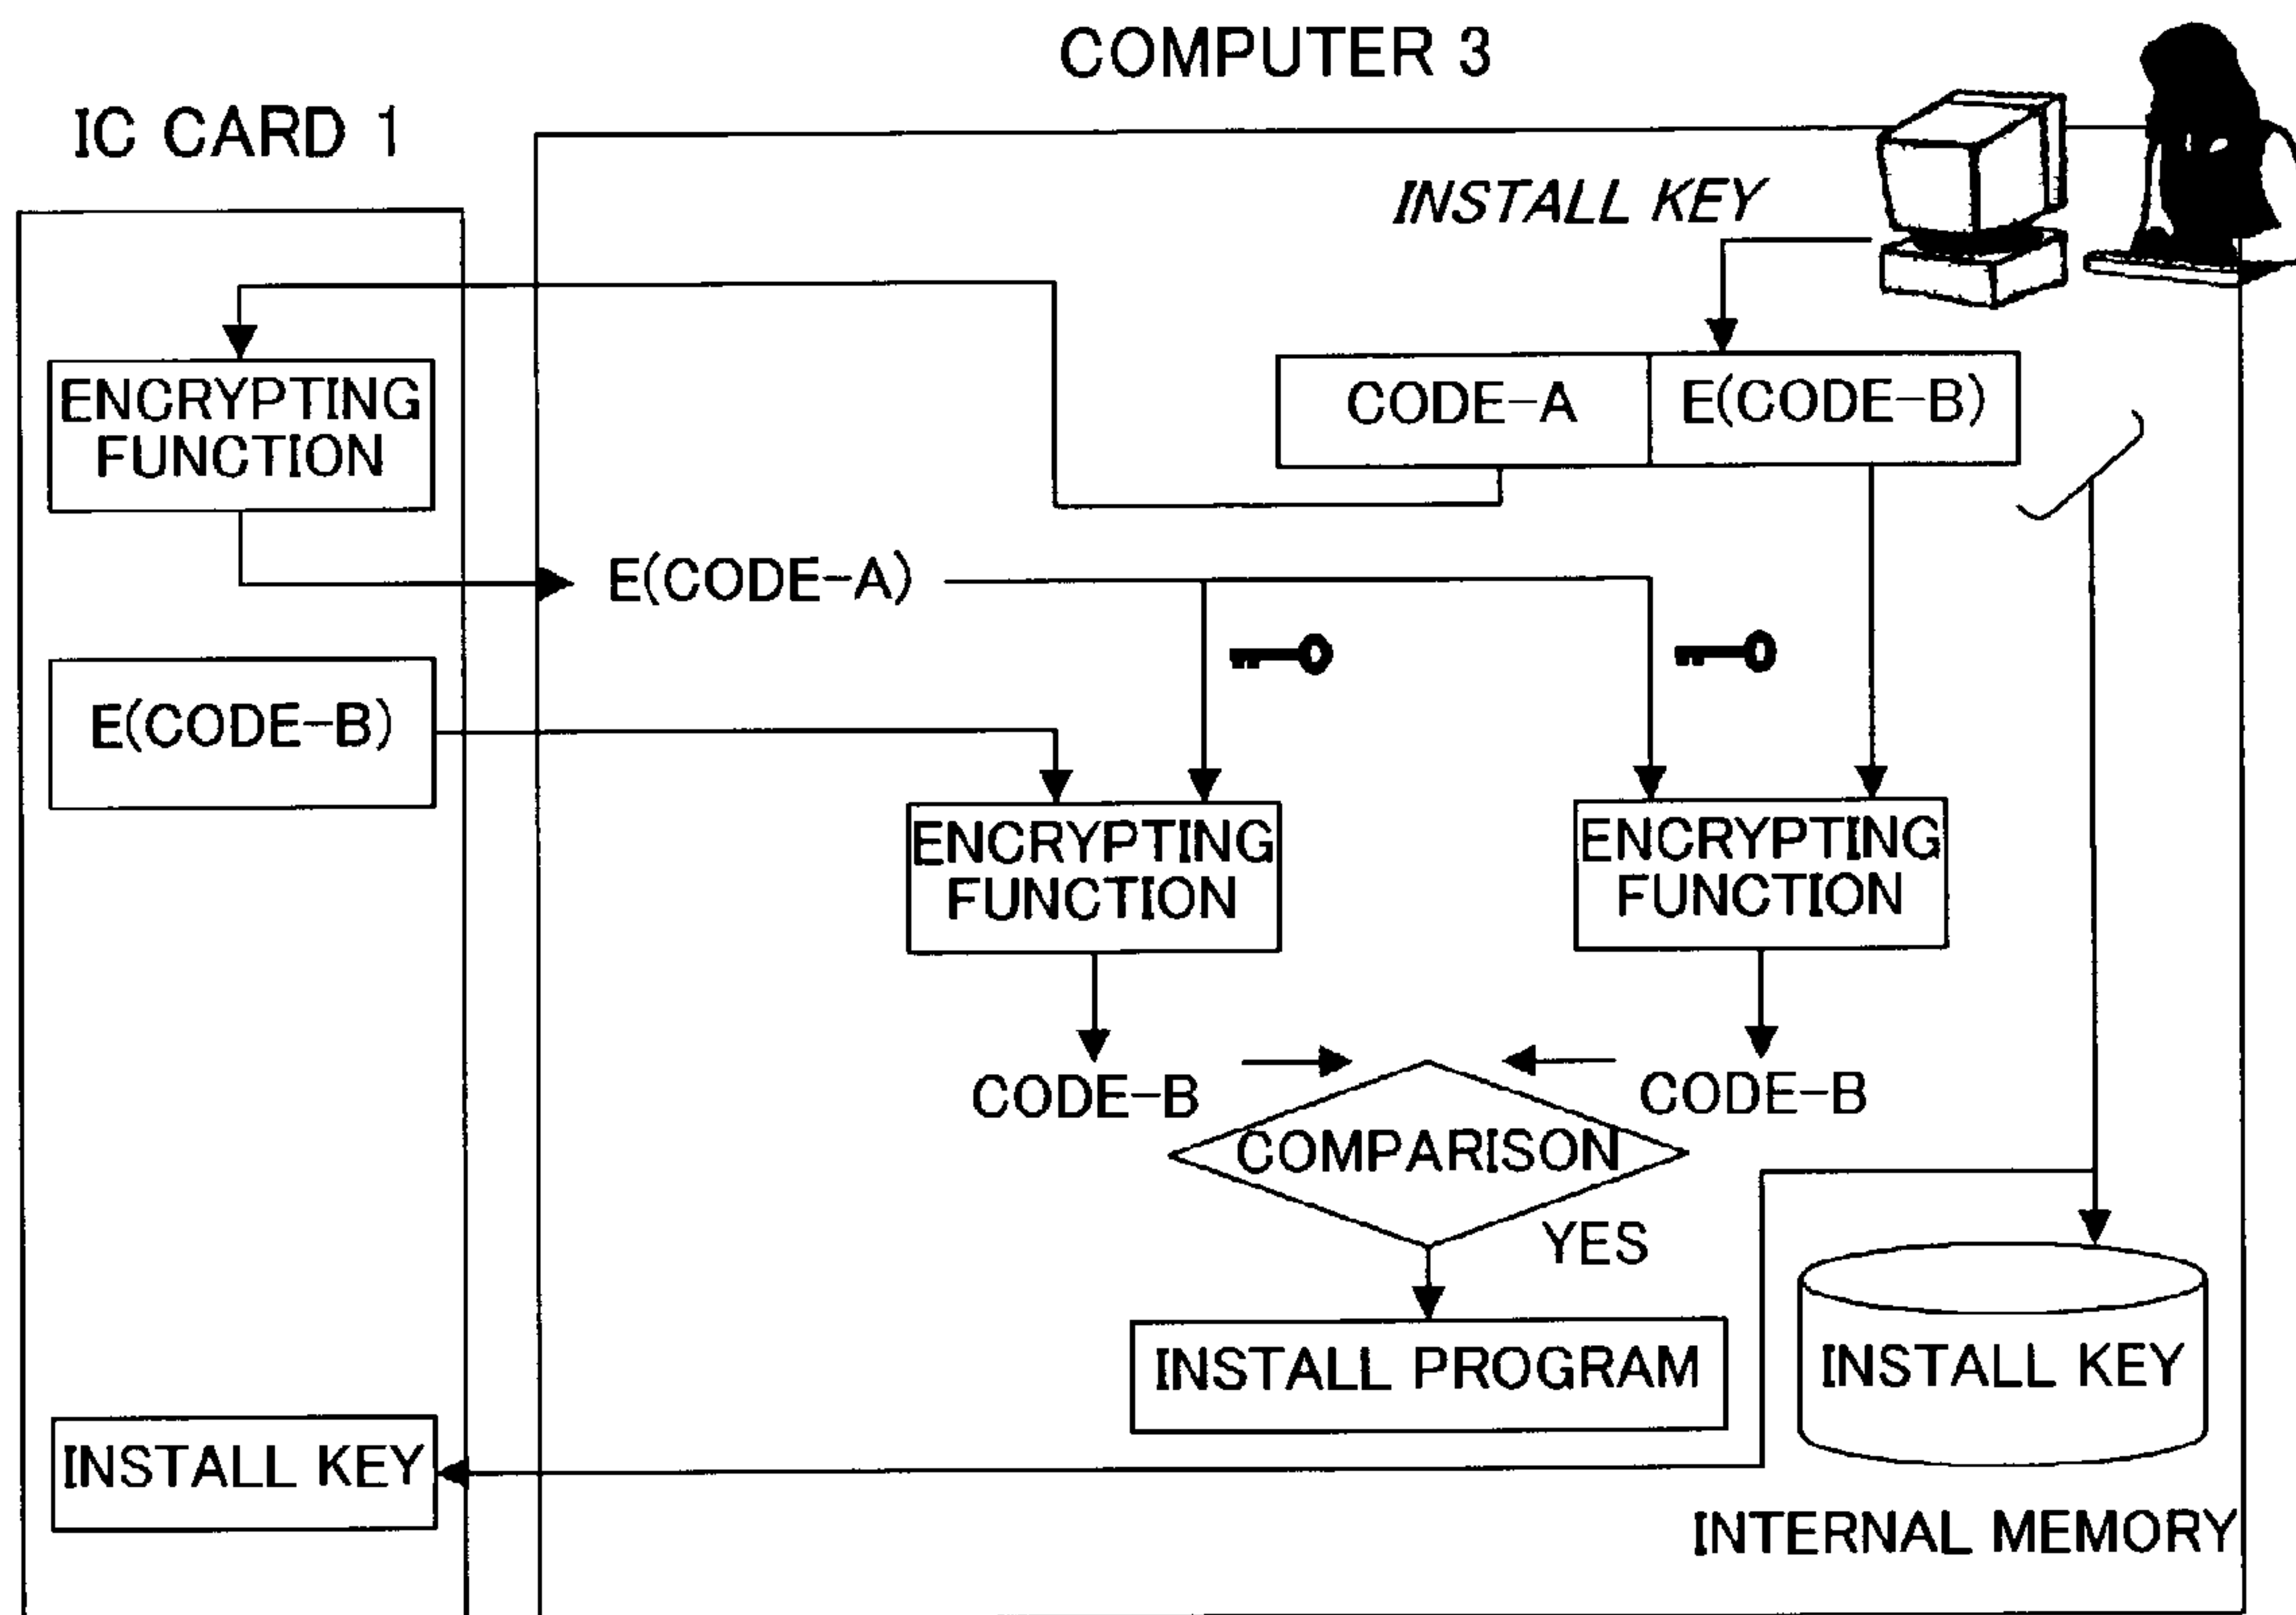 COMPUTER 3
IC CARD 1
INSTALL KEY
ENCRYPTING
FUNCTION
CODE-A
E(CODE-B)
E(CODE-A)
E(CODE-B)
ENCRYPTING
FUNCTION
ENCRYPTING
FUNCTION
CODE-B
CODE-B
COMPARISON
YES
INSTALL PROGRAM
INSTALL KEY
INSTALL KEY
INTERNAL MEMORY